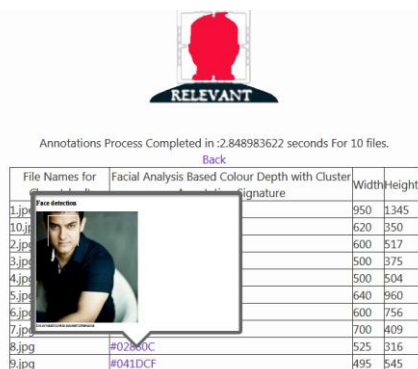 RELEVANT
Annotations Process Completed in :2.848983622 seconds For 10 files.
Back
File Names for
Facial Analysis Based Colour Depth with Cluster
Signature
Width
Height
1.jpg
950
1345
Face detection
10.jp
620
350
2.jpg
600
517
3.jpg
500
375
4.jpg
500
504
5.jpg
640
960
6.jpg
600
756
7.jpg
700
409
8.jpg
525
316
9.jpg
#041DCF
495
545